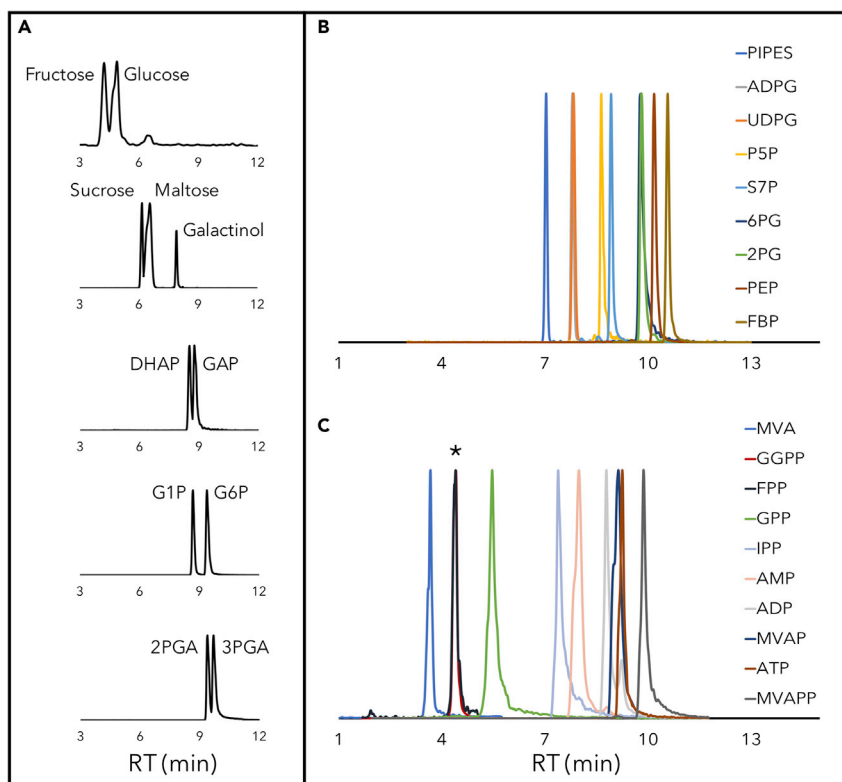 A
Fructose Glucose
3 6 9 12
Sucrose Maltose
Galactinol
3 6 9 12
DHAP GAP
3 6 9 12
G1P G6P
3 6 9 12
2PGA 3PGA
3 6 9 12
RT (min)
B
PIPES
ADPG
UDPG
P5P
S7P
6PG
2PG
PEP
FBP
1 4 7 10 13
C
*
MVA
GGPP
FPP
GPP
IPP
AMP
ADP
MVAP
ATP
MVAPP
1 4 7 10 13
RT (min)